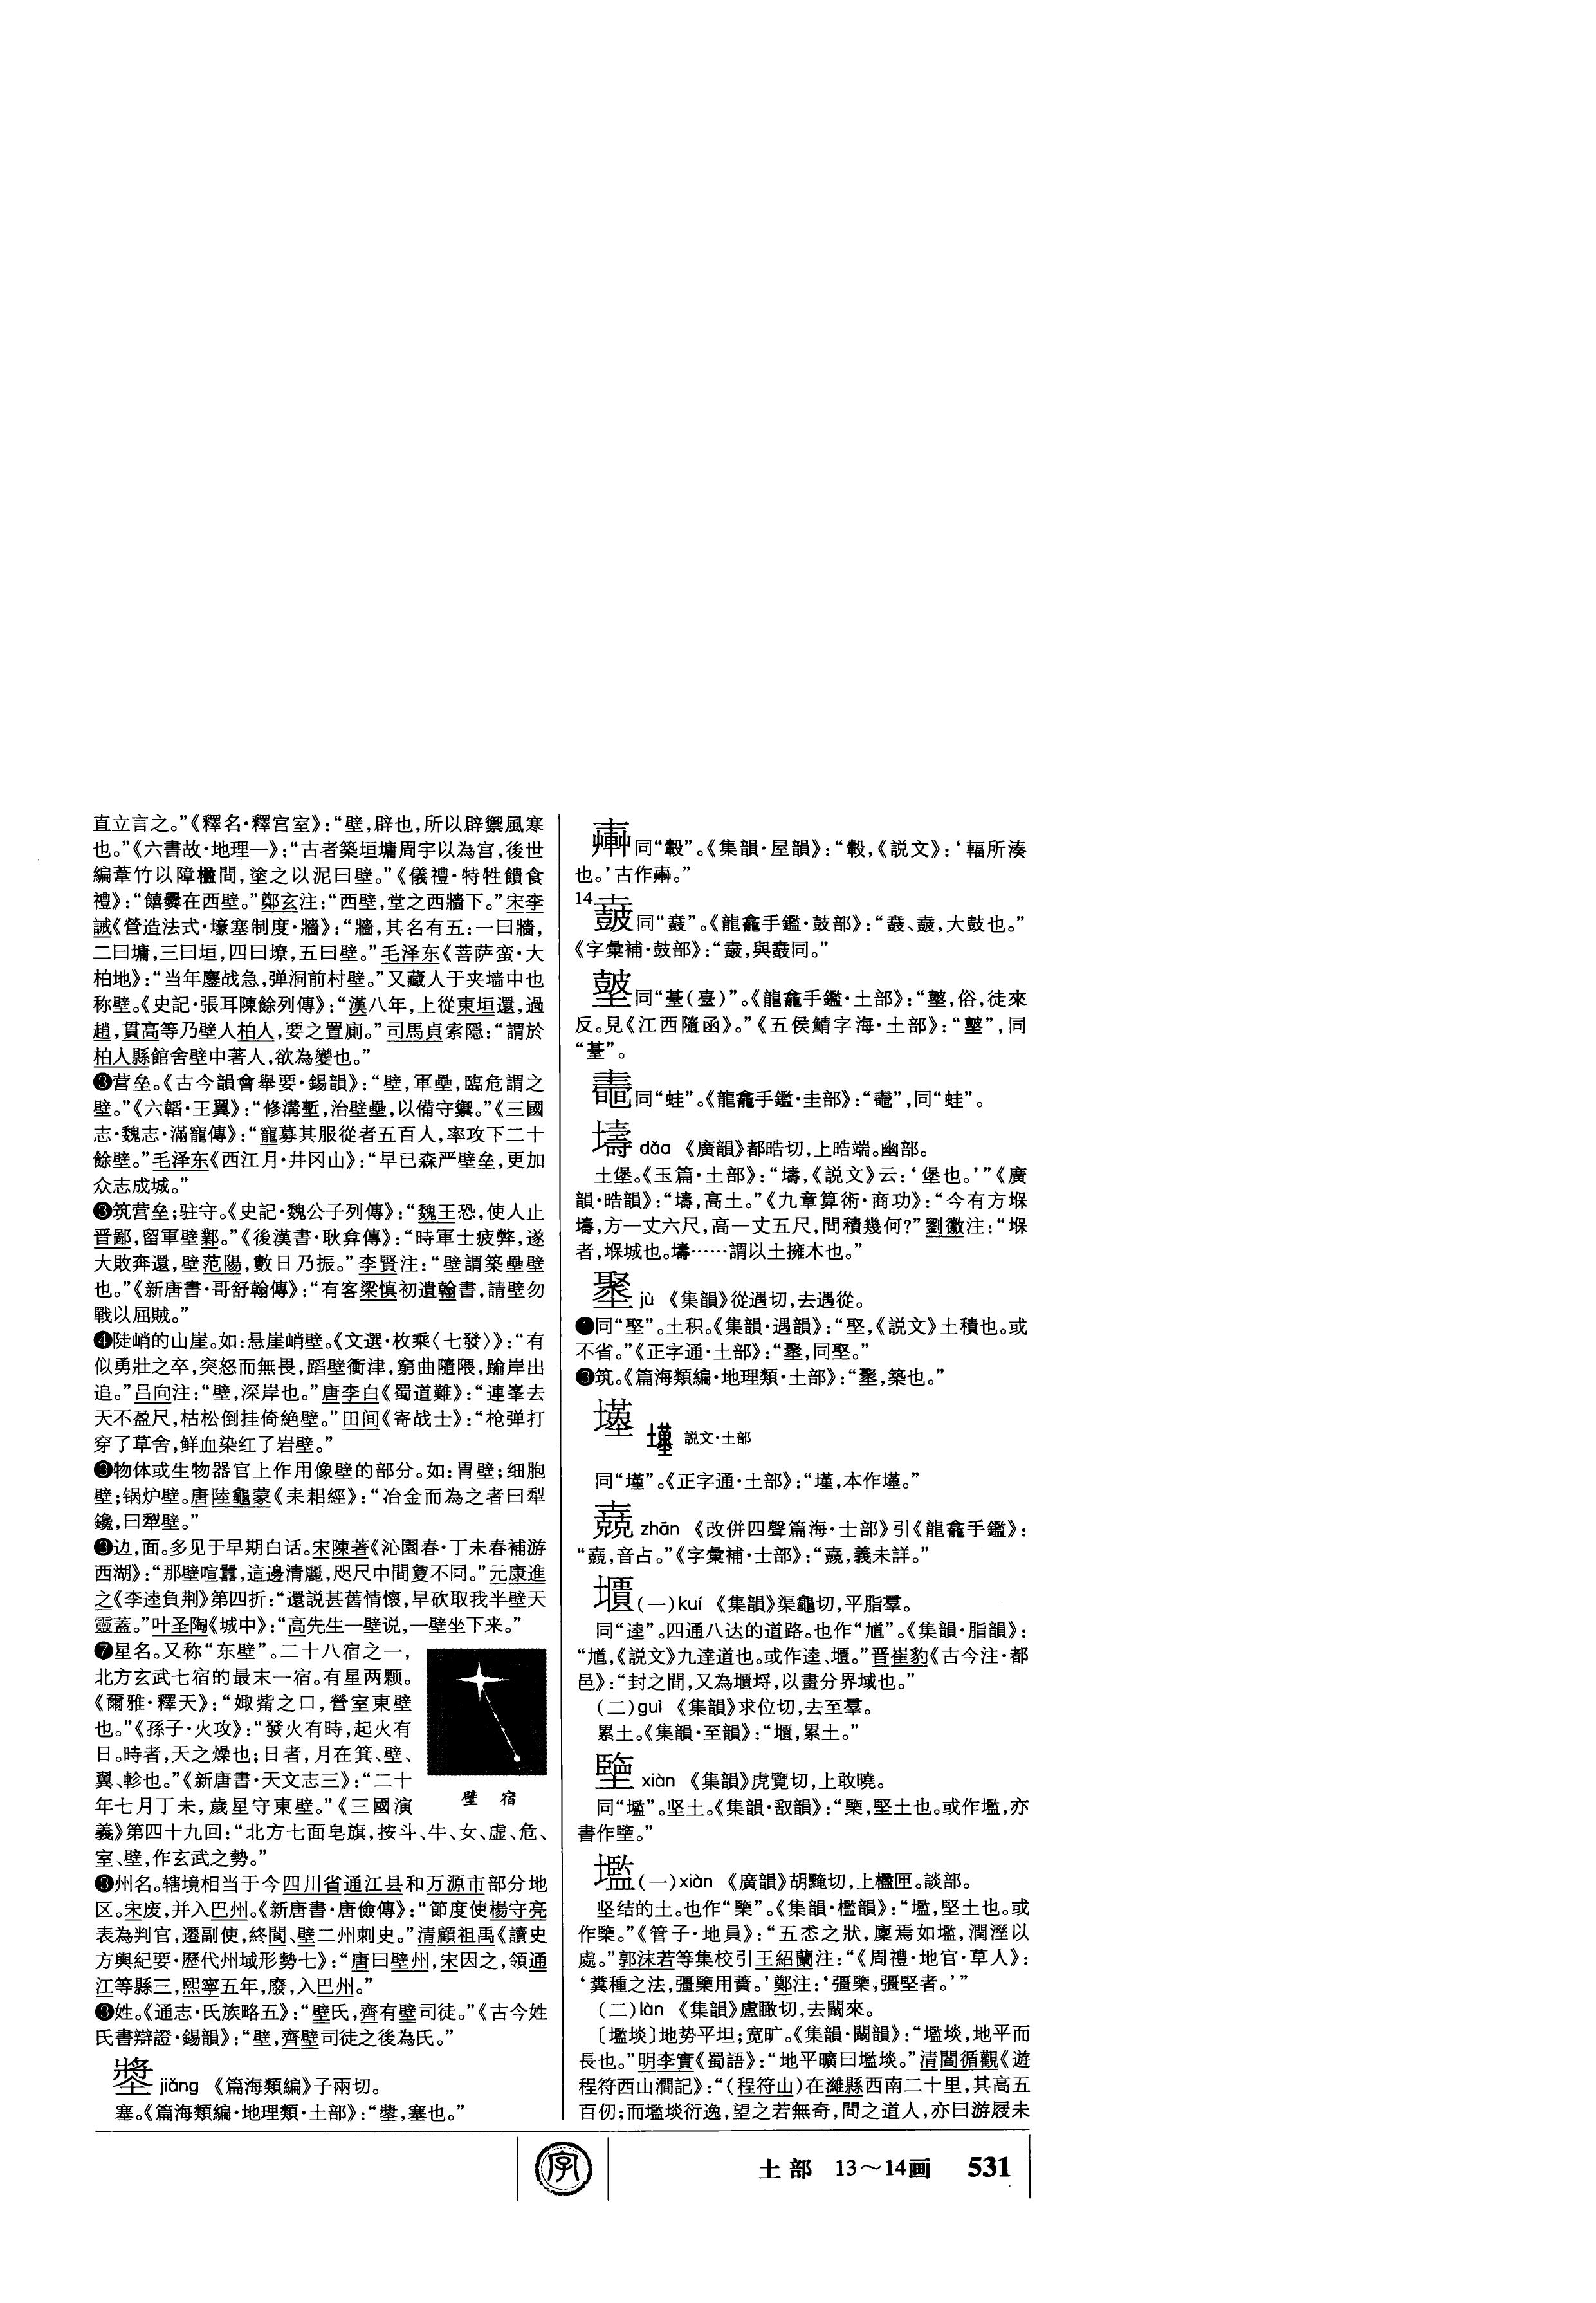 直立言之。”《釋名·釋宫室》：“壁，辟也，所以辟禦風寒
也。”《六書故·地理一》：“古者築垣墉周宇以為宫，後世
編葦竹以障楹間，塗之以泥曰壁。”《儀禮·特牲饋食
禮》：“饎爨在西壁。”鄭玄注：“西壁，堂之西牆下。”宋李
誡《營造法式·壕塞制度·牆》：“牆，其名有五：一曰牆，
二曰墉，三曰垣，四曰壕，五曰壁。”毛泽东《菩萨蛮·大
柏地》：“当年鏖战急，弹洞前村壁。”又藏人于夹墙中也
称壁。《史記·張耳陳餘列傳》：“漢八年，上從東垣還，過
趙，貫高等乃壁人柏人，要之置廁。”司馬貞索隱：“謂於
柏人縣館舍壁中著人，欲為變也。”
❸营垒。《古今韻會舉要·錫韻》：“壁，軍壘，臨危謂之
壁。”《六韜·王翼》：“修溝塹，治壁壘，以備守禦。”《三國
志·魏志·滿寵傳》：“寵募其服從者五百人，率攻下二十
餘壁。”毛泽东《西江月·井冈山》：“早已森严壁垒，更加
众志成城。”
❸筑营垒；驻守。《史記·魏公子列傳》：“魏王恐，使人止
晋鄙，留軍壁鄴。”《後漢書·耿弇傳》：“時軍士疲弊，遂
大敗奔還，壁范陽，數日乃振。”李賢注：“壁謂築壘壁
也。”《新唐書·哥舒翰傳》：“有客梁慎初遺翰書，請壁勿
戰以屈賊。”
❹陡峭的山崖。如：悬崖峭壁。《文選·枚乘〈七發〉》：“有
似勇壯之卒，突怒而無畏，蹈壁衝津，窮曲隨隈，踰岸出
追。”吕向注：“壁，深岸也。”唐李白《蜀道難》：“連峯去
天不盈尺，枯松倒挂倚絶壁。”田间《寄战士》：“枪弹打
穿了草舍，鲜血染红了岩壁。”
❸物体或生物器官上作用像壁的部分。如：胃壁；细胞
壁；锅炉壁。唐陸龜蒙《耒耜經》：“冶金而為之者曰犁
鑱，曰犁壁。”
❸边，面。多见于早期白话。宋陳著《沁園春·丁未春補游
西湖》：“那壁喧囂，這邊清麗，咫尺中間敻不同。”元康進
之《李逵負荆》第四折：“還説甚舊情懷，早砍取我半壁天
靈蓋。”叶圣陶《城中》：“高先生一壁说，一壁坐下来。”
❼星名。又称“东壁”。二十八宿之一，
北方玄武七宿的最末一宿。有星两颗。
《爾雅·釋天》：“娵觜之口，營室東壁
也。”《孫子·火攻》：“發火有時，起火有
日。時者，天之燥也；日者，月在箕、壁、
翼、軫也。”《新唐書·天文志三》：“二十
年七月丁未，歲星守東壁。”《三國演
義》第四十九回：“北方七面皂旗，按斗、牛、女、虚、危、
室、壁，作玄武之勢。”
壁 宿
❸州名。辖境相当于今四川省通江县和万源市部分地
区。宋废，并入巴州。《新唐書·唐儉傳》：“節度使楊守亮
表為判官，遷副使，終閬、壁二州刺史。”清顧祖禹《讀史
方輿紀要·歷代州域形勢七》：“唐曰壁州，宋因之，領通
江等縣三，熙寧五年，廢，入巴州。”
❸姓。《通志·氏族略五》：“壁氏，齊有壁司徒。”《古今姓
氏書辯證·錫韻》：“壁，齊壁司徒之後為氏。”
jiǎng 《篇海類編》子兩切。
塞。《篇海類編·地理類·土部》：“，塞也。”
同“轂”。《集韻·屋韻》：“轂，《説文》：‘輻所湊
也。’古作。”
14
同“鼖”。《龍龕手鑑·鼓部》：“、，大鼓也。”
《字彙補·鼓部》：“，與鼖同。”
同“（臺）”。《龍龕手鑑·土部》：“，俗，徒來
反。見《江西隨函》。”《五侯鯖字海·土部》：“”，同
“”。
同“蛙”。《龍龕手鑑·圭部》：“”，同“蛙”。
壔 dǎo 《廣韻》都晧切，上晧端。幽部。
土堡。《玉篇·土部》：“壔，《説文》云：‘堡也。’”《廣
韻·晧韻》：“壔，高土。”《九章算術·商功》：“今有方堢
壔，方一丈六尺，高一丈五尺，問積幾何？”劉徽注：“堢
者，堢城也。壔……謂以土擁木也。”
jù 《集韻》從遇切，去遇從。
❶同“堅”。土积。《集韻·遇韻》：“，《説文》土積也。或
不省。”《正字通·土部》：“，同。”
❸筑。《篇海類編·地理類·土部》：“，築也。”
説文·土部
同“墐”。《正字通·土部》：“墐，本作。”
zhān 《改併四聲篇海·士部》引《龍龕手鑑》：
“，音占。”《字彙補·士部》：“，義未詳。”
㙺（一）kuí 《集韻》渠龜切，平脂羣。
同“逵”。四通八达的道路。也作“馗”。《集韻·脂韻》：
“馗，《説文》九達道也。或作逵、。”晋崔豹《古今注·都
邑》：“封之間，又為埒，以畫分界域也。”
（二）guì 《集韻》求位切，去至羣。
累土。《集韻·至韻》：“，累土。”
xiàn 《集韻》虎覽切，上敢曉。
同“壏”。坚土。《集韻·敢韻》：“，堅土也。或作壏，亦
書作。”
壏（一）xiàn 《廣韻》胡黤切，上檻匣。談部。
坚结的土。也作“”。《集韻·檻韻》：“壏，堅土也。或
作。”《管子·地員》：“五怸之狀，廩焉如壏，潤溼以
處。”郭沫若等集校引王紹蘭注：“《周禮·地官·草人》：
‘糞種之法，彊用蕡。’鄭注：‘彊，彊堅者。’”
（二）làn 《集韻》盧瞰切，去闞來。
〔壏埮〕地势平坦；宽旷。《集韻·闞韻》：“壏埮，地平而
長也。”明李實《蜀語》：“地平曠曰壏埮。”清閻循觀《遊
程符西山澗記》：“（程符山）在濰縣西南二十里，其高五
百仞；而壏埮衍逸，望之若無奇，問之道人，亦曰游屐未
字
土部 13～14画 531